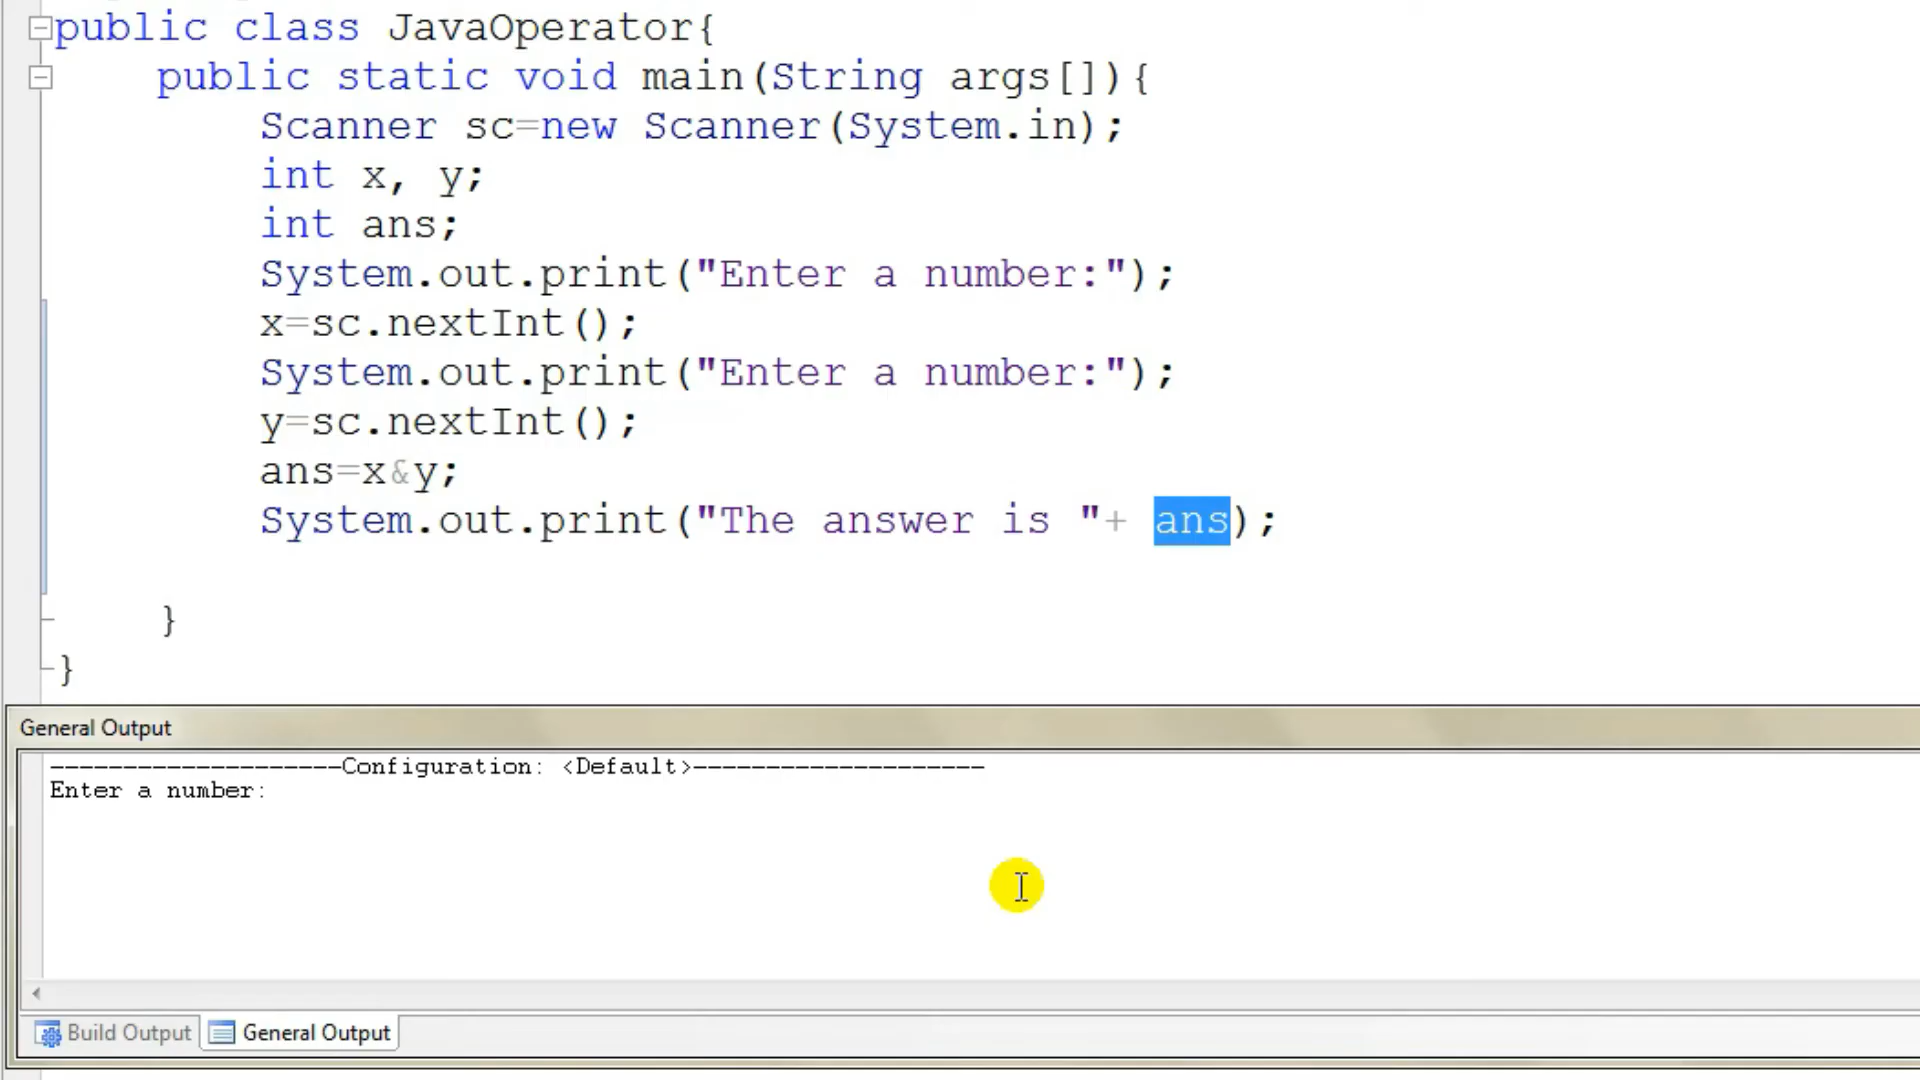 public class JavaOperator{
public static void main(String args[]){
Scanner sc=new Scanner(System.in);
int x, y;
int ans;
System.out.print("Enter a number:");
x=sc.nextInt();
System.out.print("Enter a number:");
y=sc.nextInt();
ans=x&y;
System.out.print("The answer is "+ ans);
}
}
General Output
--------------------Configuration: <Default>--------------------
Enter a number:
Build Output General Output